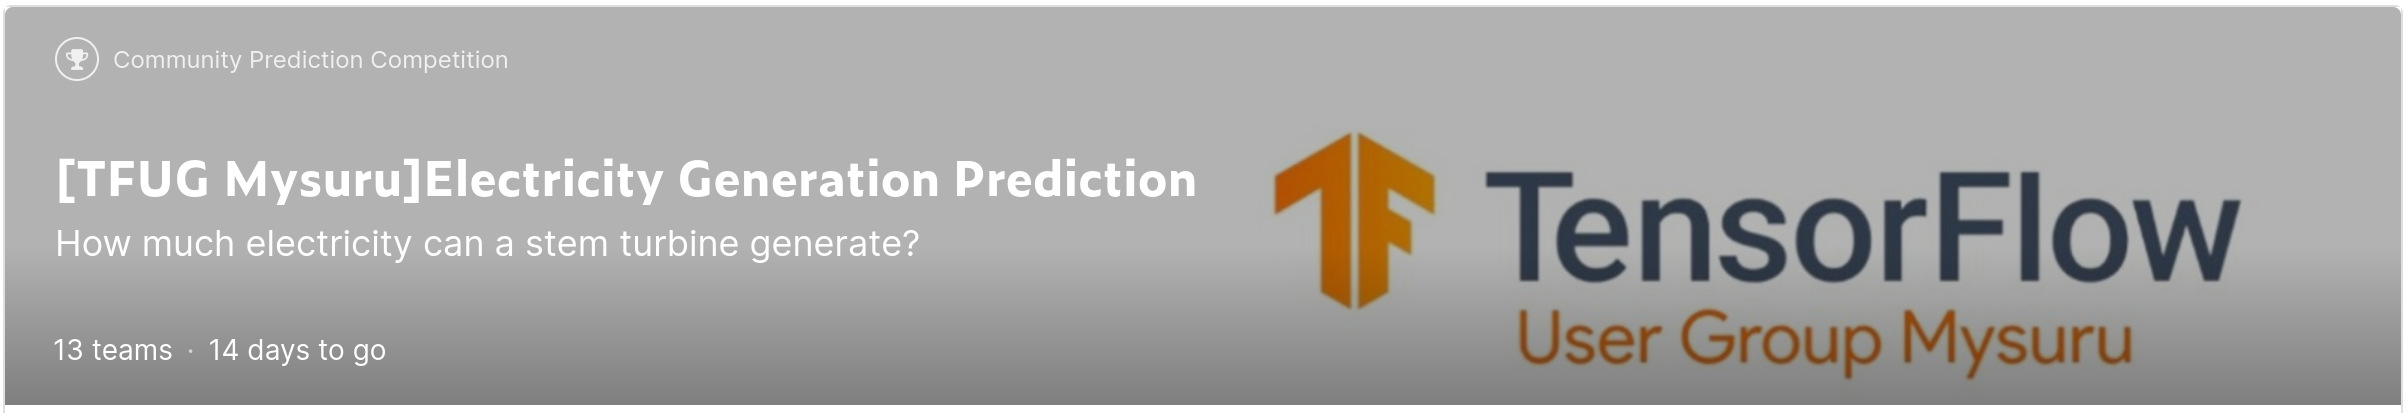 Community Prediction Competition
[TFUG Mysuru]Electricity Generation Prediction
How much electricity can a stem turbine generate?
13 teams · 14 days to go
TensorFlow
User Group Mysuru